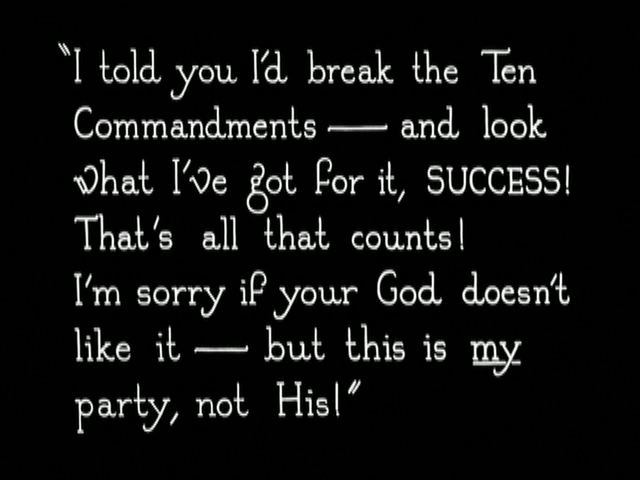 "I told you I'd break the Ten
Commandments — and look
what I've got for it, SUCCESS!
That's all that counts!
I'm sorry if your God doesn't
like it — but this is my
party, not His!"